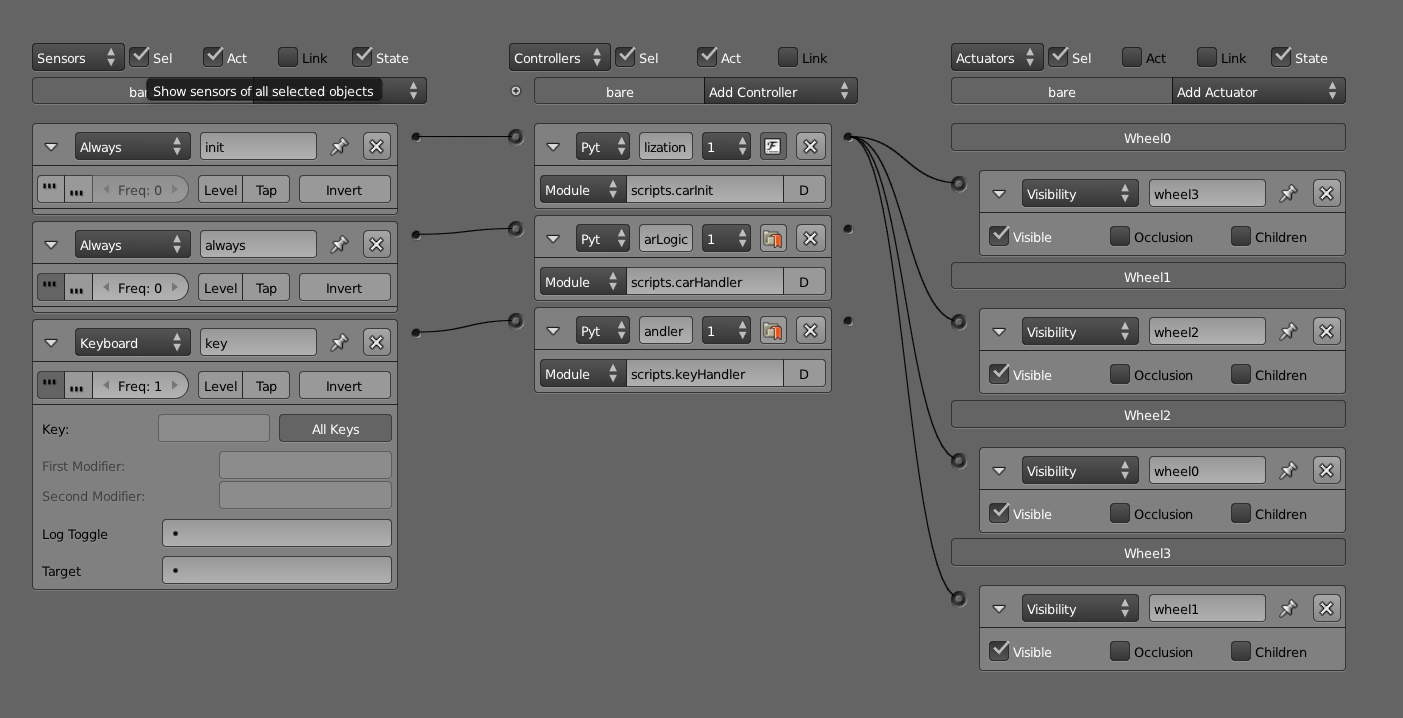 Sensors Sel Act Link State
Controllers Sel Act Link
Actuators Sel Act Link State
ba Show sensors of all selected objects
bare Add Controller
bare Add Actuator
Always init
Freq: 0 Level Tap Invert
Always always
Freq: 0 Level Tap Invert
Keyboard key
Freq: 1 Level Tap Invert
Key: All Keys
First Modifier:
Second Modifier:
Log Toggle •
Target •
Pyt lization 1
Module scripts.carInit D
Pyt arLogic 1
Module scripts.carHandler D
Pyt andler 1
Module scripts.keyHandler D
Wheel0
Visibility wheel3
Visible Occlusion Children
Wheel1
Visibility wheel2
Visible Occlusion Children
Wheel2
Visibility wheel0
Visible Occlusion Children
Wheel3
Visibility wheel1
Visible Occlusion Children